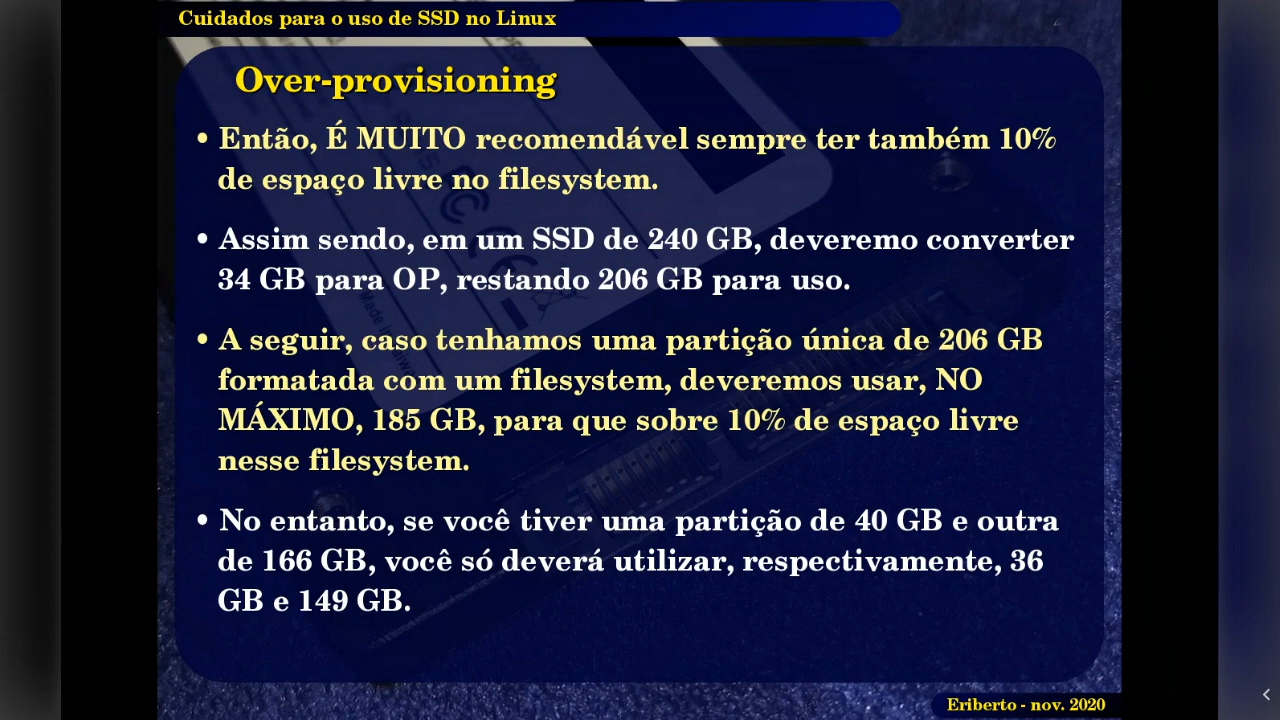 Cuidados para o uso de SSD no Linux
Over-provisioning
• Então, É MUITO recomendável sempre ter também 10%
de espaço livre no filesystem.
• Assim sendo, em um SSD de 240 GB, deveremo converter
34 GB para OP, restando 206 GB para uso.
• A seguir, caso tenhamos uma partição única de 206 GB
formatada com um filesystem, deveremos usar, NO
MÁXIMO, 185 GB, para que sobre 10% de espaço livre
nesse filesystem.
• No entanto, se você tiver uma partição de 40 GB e outra
de 166 GB, você só deverá utilizar, respectivamente, 36
GB e 149 GB.
Eriberto - nov. 2020